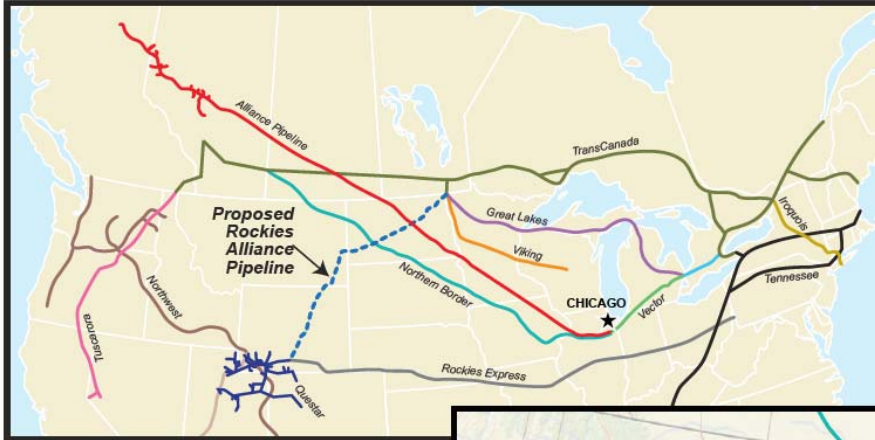 Alliance Pipeline
TransCanada
Proposed
Rockies
Alliance
Pipeline
Great Lakes
Iroquois
Viking
Northern Border
Tennessee
CHICAGO
Vector
Northwest
Tuscarora
Rockies Express
Questar